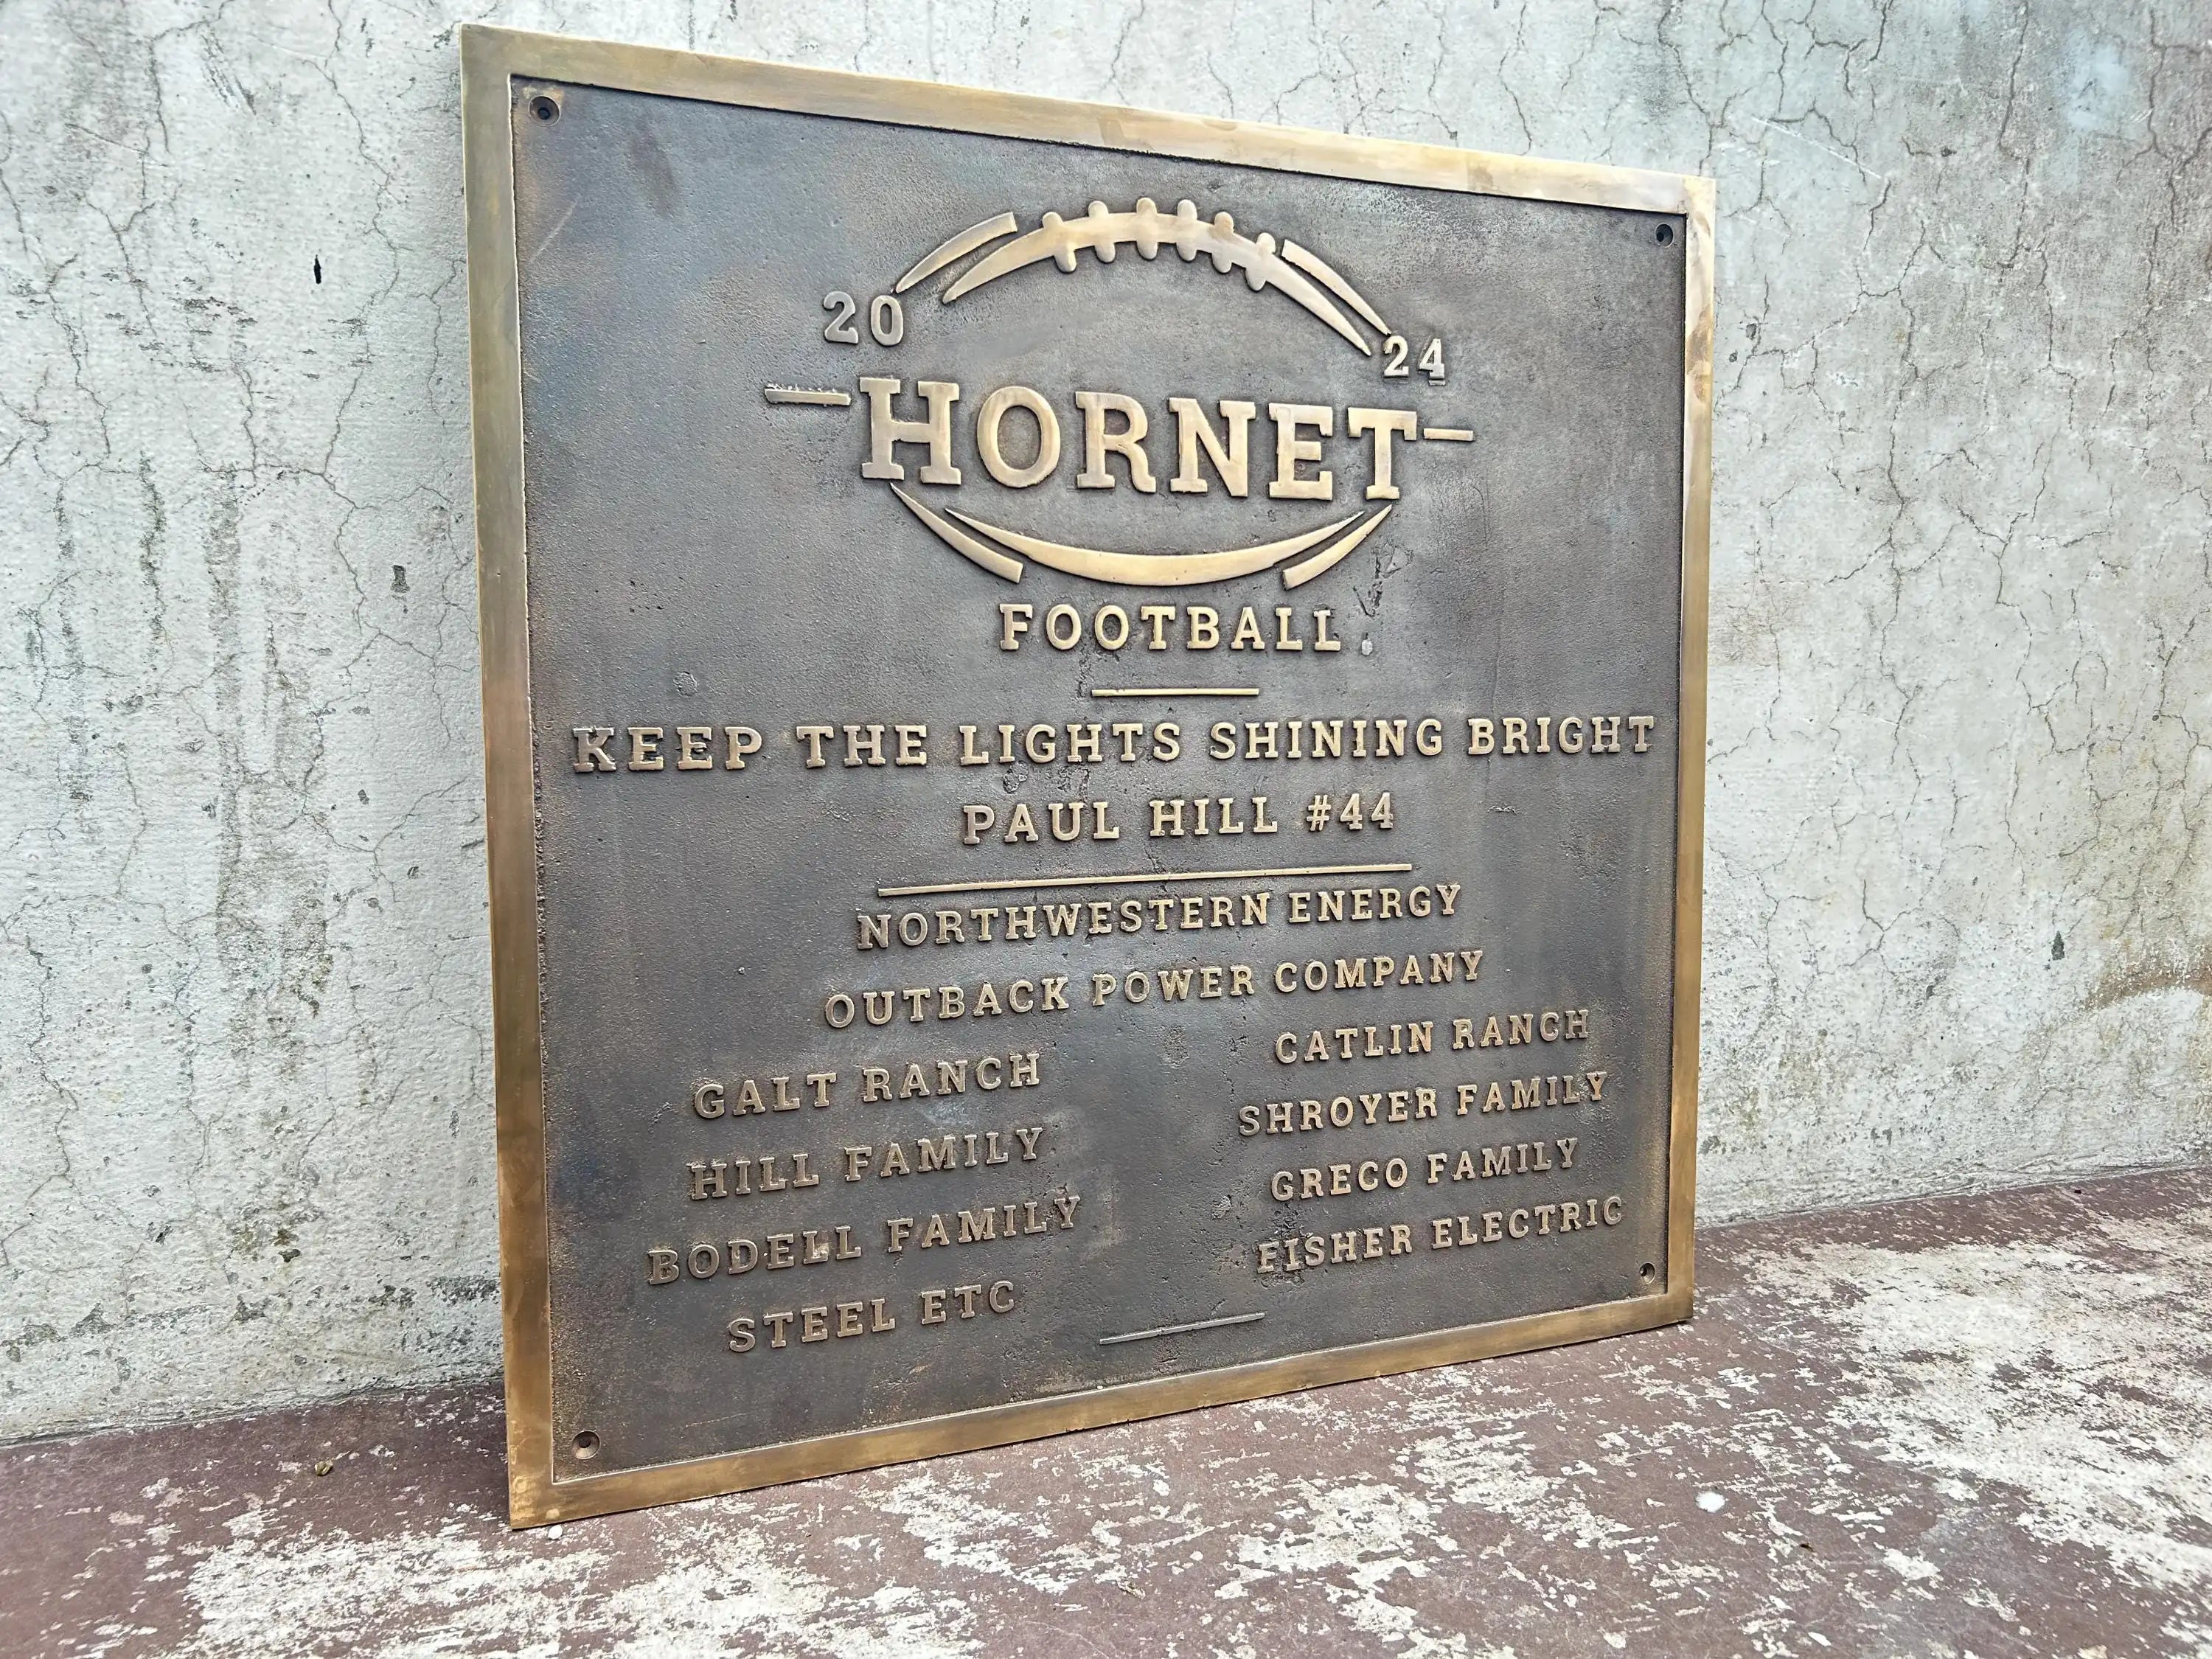 20 24
HORNET
FOOTBALL
KEEP THE LIGHTS SHINING BRIGHT
PAUL HILL #44
NORTHWESTERN ENERGY
OUTBACK POWER COMPANY
GALT RANCH
HILL FAMILY
BODELL FAMILY
STEEL ETC
CATLIN RANCH
SHROYER FAMILY
GRECO FAMILY
FISHER ELECTRIC